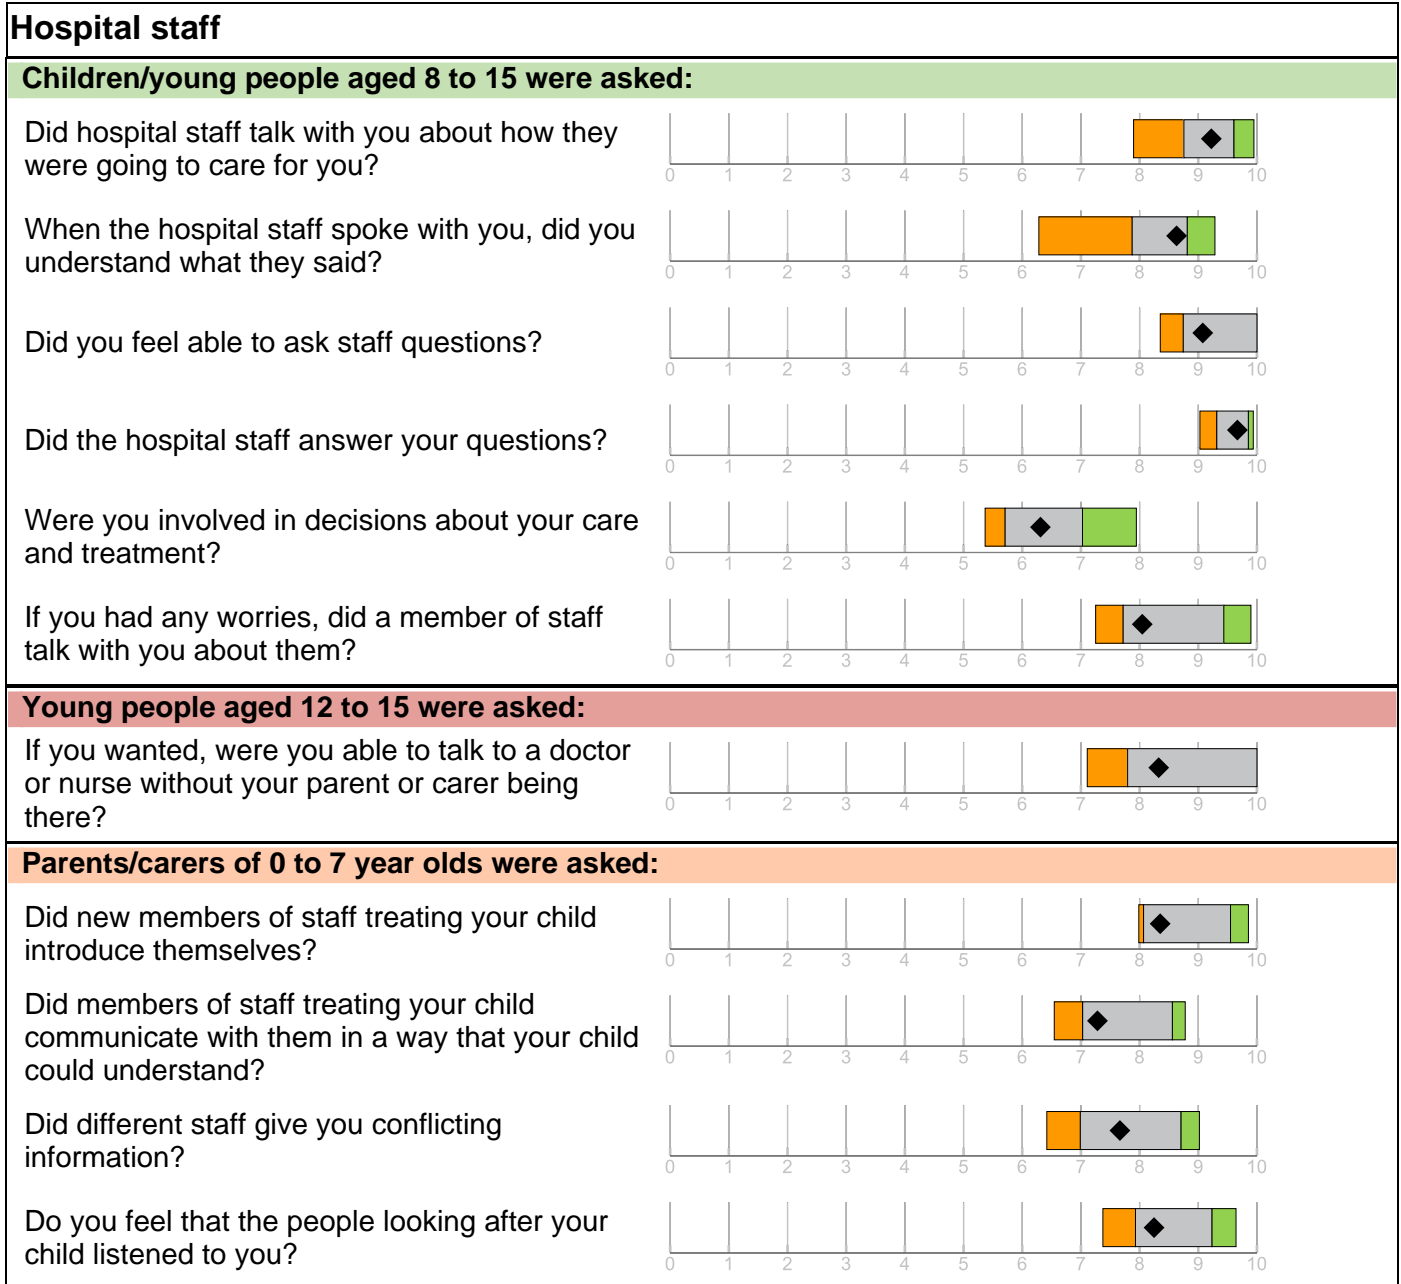 Hospital staff
Children/young people aged 8 to 15 were asked:
Did hospital staff talk with you about how they
were going to care for you?
0 1 2 3 4 5 6 7 8 9 10
When the hospital staff spoke with you, did you
understand what they said?
0 1 2 3 4 5 6 7 8 9 10
Did you feel able to ask staff questions?
0 1 2 3 4 5 6 7 8 9 10
Did the hospital staff answer your questions?
0 1 2 3 4 5 6 7 8 9 10
Were you involved in decisions about your care
and treatment?
0 1 2 3 4 5 6 7 8 9 10
If you had any worries, did a member of staff
talk with you about them?
0 1 2 3 4 5 6 7 8 9 10
Young people aged 12 to 15 were asked:
If you wanted, were you able to talk to a doctor
or nurse without your parent or carer being
there?
0 1 2 3 4 5 6 7 8 9 10
Parents/carers of 0 to 7 year olds were asked:
Did new members of staff treating your child
introduce themselves?
0 1 2 3 4 5 6 7 8 9 10
Did members of staff treating your child
communicate with them in a way that your child
could understand?
0 1 2 3 4 5 6 7 8 9 10
Did different staff give you conflicting
information?
0 1 2 3 4 5 6 7 8 9 10
Do you feel that the people looking after your
child listened to you?
0 1 2 3 4 5 6 7 8 9 10